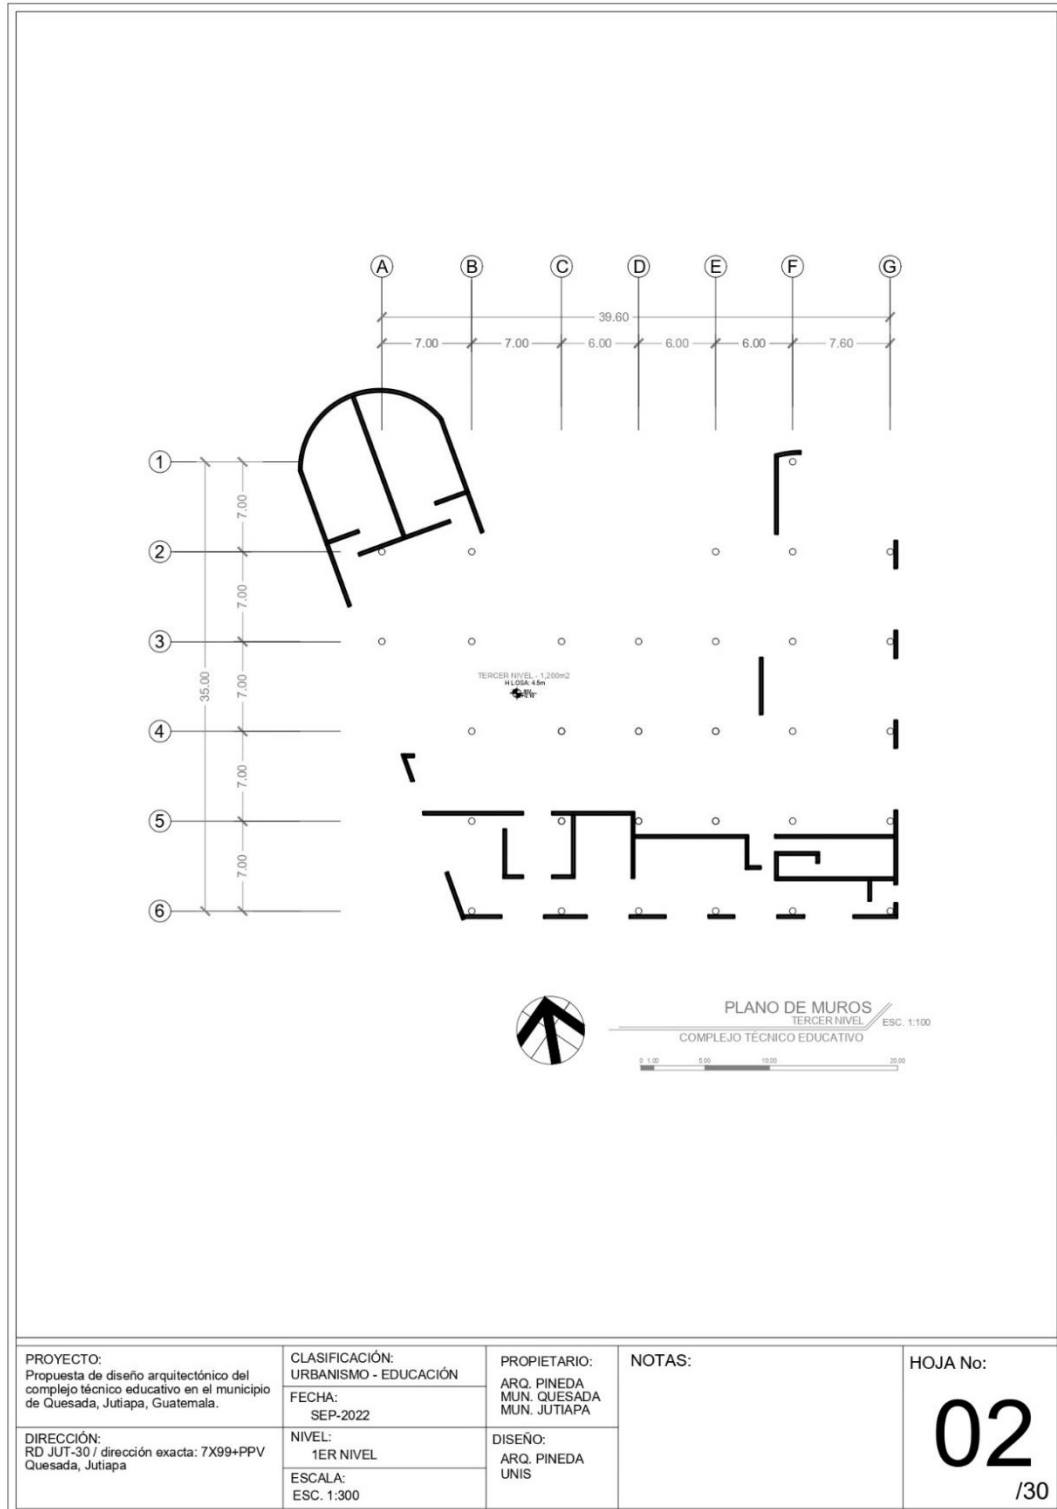 A B C D E F G
39.60
7.00 7.00 6.00 6.00 6.00 7.60
1
7.00
2
7.00
3
35.00
7.00
TERCER NIVEL - 1,200m2
H LOSA: 4.5m
4
7.00
5
7.00
6
PLANO DE MUROS
TERCER NIVEL
ESC. 1:100
COMPLEJO TÉCNICO EDUCATIVO
0 1.00 5.00 10.00 20.00
PROYECTO:
Propuesta de diseño arquitectónico del
complejo técnico educativo en el municipio
de Quesada, Jutiapa, Guatemala.
DIRECCIÓN:
RD JUT-30 / dirección exacta: 7X99+PPV
Quesada, Jutiapa
CLASIFICACIÓN:
URBANISMO - EDUCACIÓN
FECHA:
SEP-2022
NIVEL:
1ER NIVEL
ESCALA:
ESC. 1:300
PROPIETARIO:
ARQ. PINEDA
MUN. QUESADA
MUN. JUTIAPA
DISEÑO:
ARQ. PINEDA
UNIS
NOTAS:
HOJA No:
02
/30